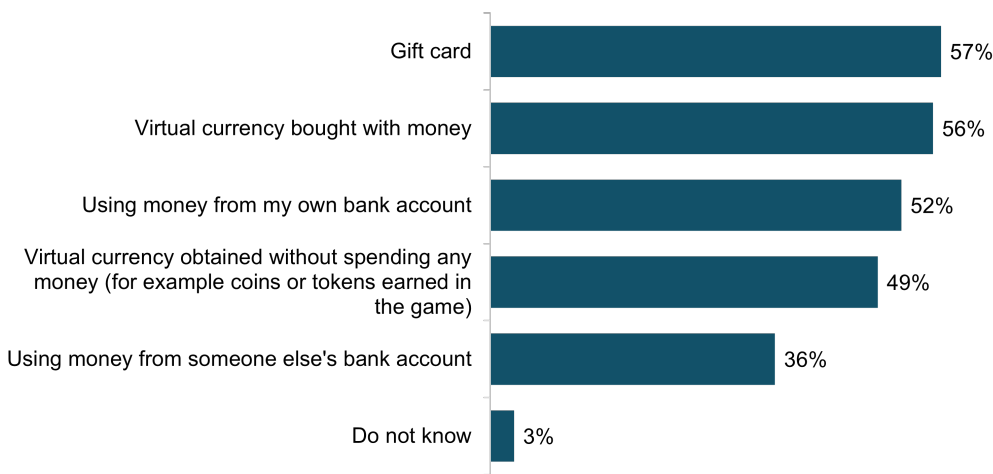 Gift card
57%
Virtual currency bought with money
56%
Using money from my own bank account
52%
Virtual currency obtained without spending any
money (for example coins or tokens earned in
the game)
49%
Using money from someone else's bank account
36%
Do not know
3%